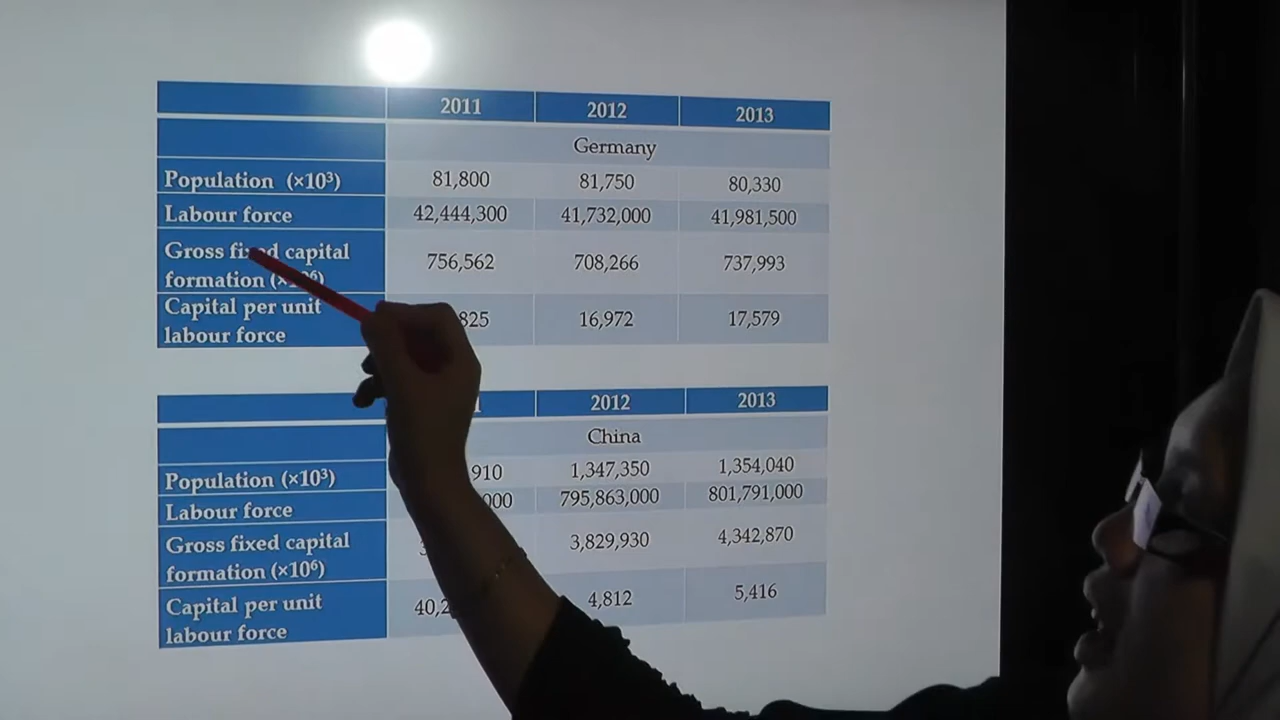 2011 2012 2013
Germany
Population (×10³) 81,800 81,750 80,330
Labour force 42,444,300 41,732,000 41,981,500
Gross fixed capital
formation 756,562 708,266 737,993
Capital per unit
labour force 16,972 17,579
2012 2013
China
Population (×10³) 1,347,350 1,354,040
Labour force 795,863,000 801,791,000
Gross fixed capital
formation (×10⁶) 3,829,930 4,342,870
Capital per unit
labour force 4,812 5,416